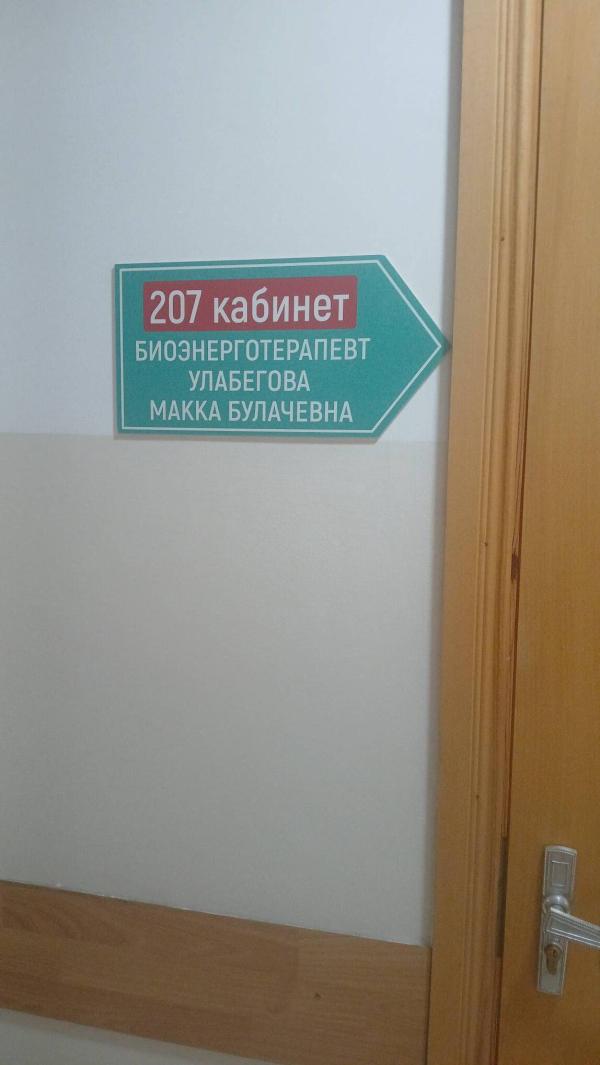 207 кабинет
БИОЭНЕРГОТЕРАПЕВТ
УЛАБЕГОВА
МАККА БУЛАЧЕВНА